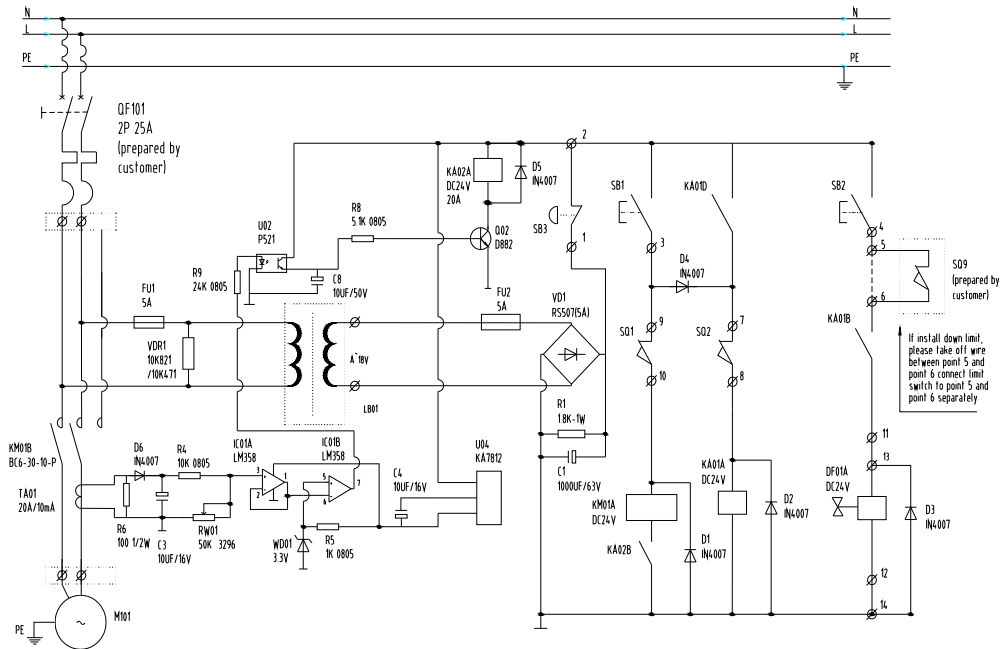 N
L
PE
N
L
PE
QF101
2P 25A
(prepared by
customer)
2
KA02A
DC24V
20A
D5
IN4007
SB1
KA01D
SB2
4
5
U02
P521
R8
5.1K 0805
Q02
D882
SB3
1
3
R9
24K 0805
C8
10UF/50V
D4
IN4007
SQ9
(prepared by
customer)
6
FU1
5A
FU2
5A
VD1
RS507(5A)
9
7
KA01B
VDR1
10K821
/10K471
A~18V
SQ1
SQ2
10
8
If install down limit,
please take off wire
between point 5 and
point 6 connect limit
switch to point 5 and
point 6 separately
LB01
R1
1.8K-1W
KM01B
BC6-30-10-P
D6
IN4007
R4
10K 0805
IC01A
LM358
IC01B
LM358
U04
KA7812
11
13
TA01
20A/10mA
3
1
2
5
6
7
C4
10UF/16V
C1
1000UF/63V
KA01A
DC24V
DF01A
DC24V
R6
100 1/2W
C3
10UF/16V
RW01
50K 3296
WD01
3.3V
R5
1K 0805
KM01A
DC24V
D2
IN4007
D3
IN4007
KA02B
D1
IN4007
12
14
M101
~
PE